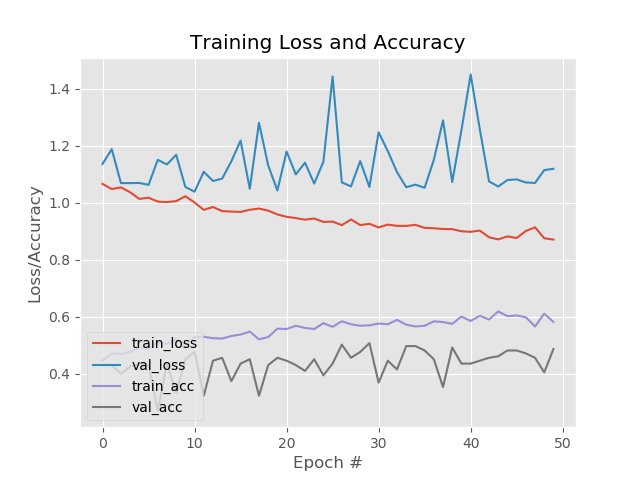 Training Loss and Accuracy
Loss/Accuracy
1.4
1.2
1.0
0.8
0.6
0.4
train_loss
val_loss
train_acc
val_acc
0 10 20 30 40 50
Epoch #